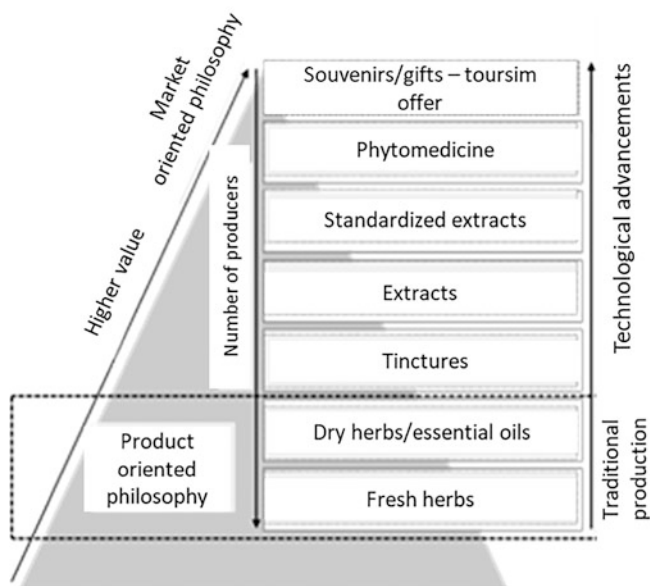 Souvenirs/gifts – toursim
offer
Phytomedicine
Standardized extracts
Extracts
Tinctures
Dry herbs/essential oils
Fresh herbs
Market
oriented philosophy
Higher value
Number of producers
Product
oriented
philosophy
Technological advancements
Traditional
production